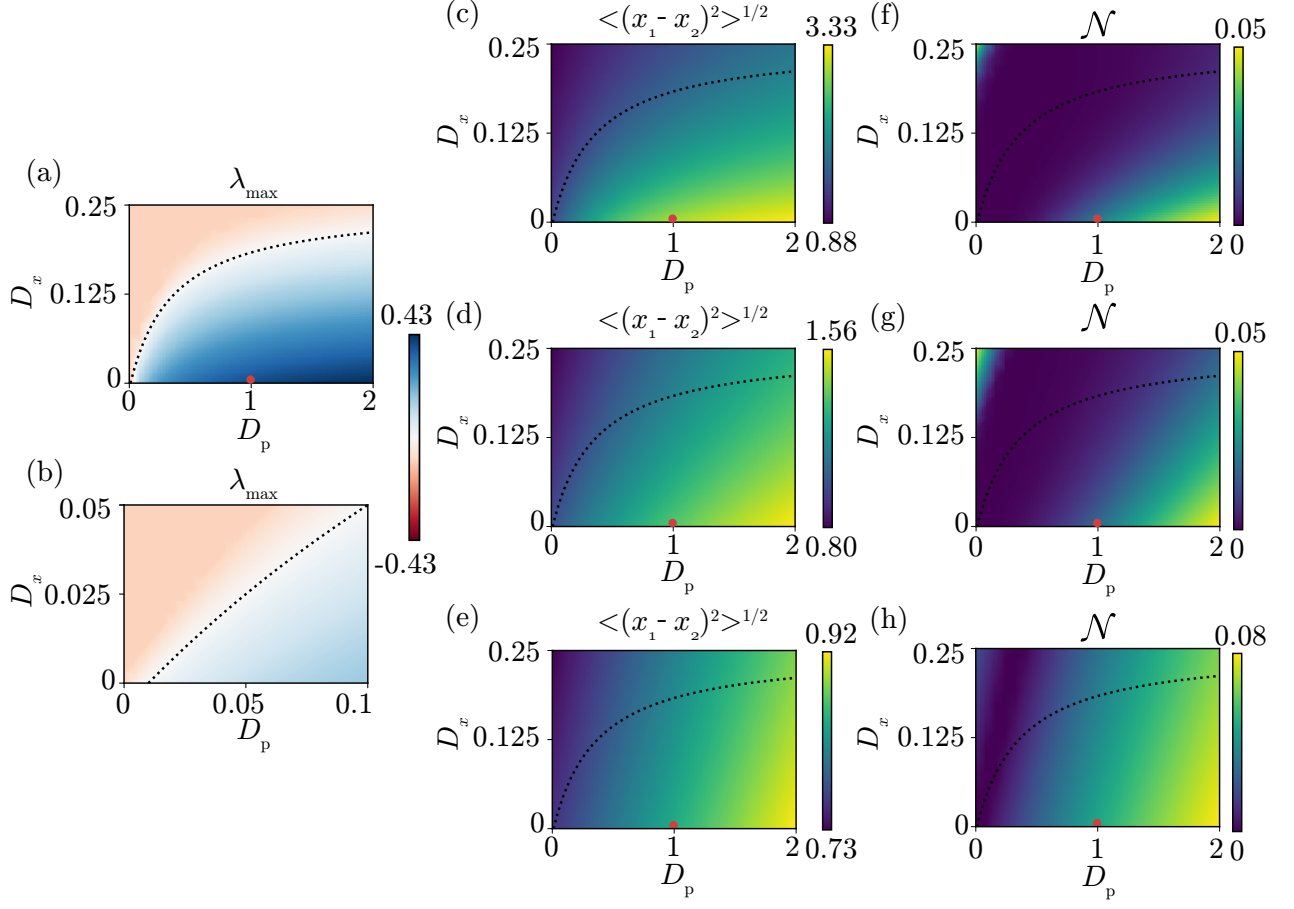 (a)
λmax
0.25
0.125
0
Dx
0
1
2
Dp
0.43
-0.43
(b)
λmax
0.05
0.025
0
Dx
0
0.05
0.1
Dp
(c)
<(x1- x2)2>1/2
3.33
0.88
0.25
0.125
0
Dx
0
1
2
Dp
(f)
𝒩
0.05
0
0.25
0.125
0
Dx
0
1
2
Dp
(d)
<(x1- x2)2>1/2
1.56
0.80
0.25
0.125
0
Dx
0
1
2
Dp
(g)
𝒩
0.05
0
0.25
0.125
0
Dx
0
1
2
Dp
(e)
<(x1- x2)2>1/2
0.92
0.73
0.25
0.125
0
Dx
0
1
2
Dp
(h)
𝒩
0.08
0
0.25
0.125
0
Dx
0
1
2
Dp